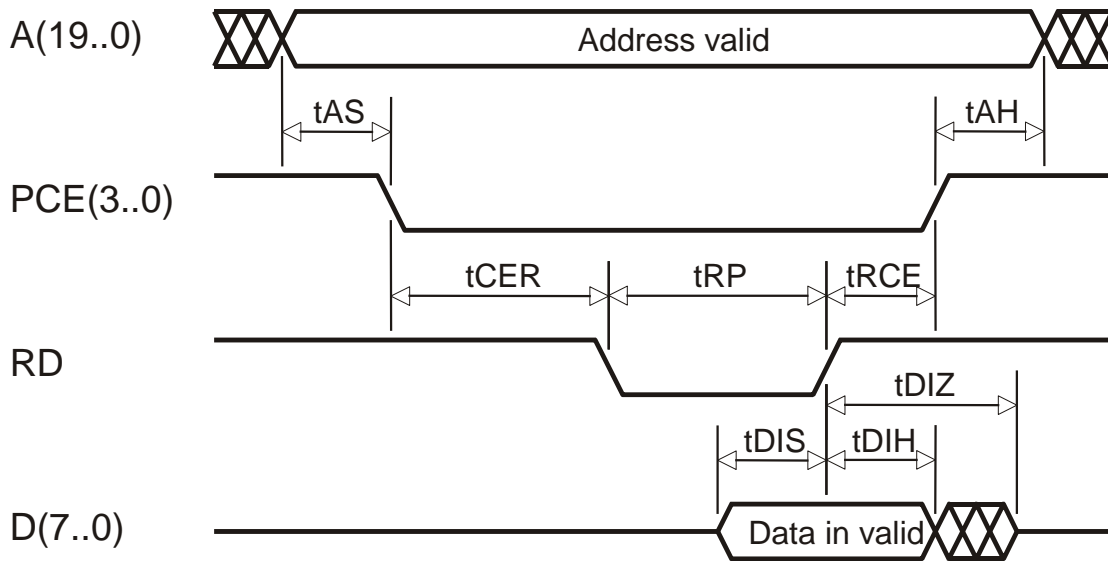 A(19..0)
Address valid
tAS
tAH
PCE(3..0)
tCER
tRP
tRCE
RD
tDIZ
tDIS
tDIH
D(7..0)
Data in valid